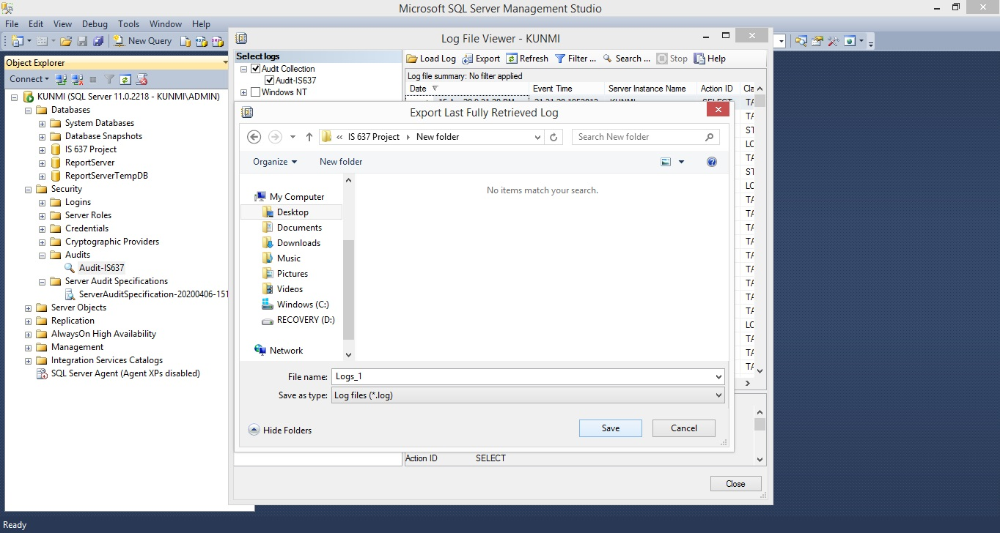 Microsoft SQL Server Management Studio
File Edit View Debug Tools Window Help
New Query
Object Explorer
Connect
KUNMI (SQL Server 11.0.2218 - KUNMI\ADMIN)
Databases
System Databases
Database Snapshots
IS 637 Project
ReportServer
ReportServerTempDB
Security
Logins
Server Roles
Credentials
Cryptographic Providers
Audits
Audit-IS637
Server Audit Specifications
ServerAuditSpecification-20200406-151
Server Objects
Replication
AlwaysOn High Availability
Management
Integration Services Catalogs
SQL Server Agent (Agent XPs disabled)
Log File Viewer - KUNMI
Select logs
Audit Collection
Audit-IS637
Windows NT
Load Log Export Refresh Filter ... Search ... Stop Help
Log file summary: No filter applied
Date Event Time Server Instance Name Action ID Cla
TA
TA
ST
LO
TA
ST
LO
TA
TA
TA
TA
TA
TA
TA
TA
TA
LO
TA
TA
TA
Export Last Fully Retrieved Log
« IS 637 Project New folder
Search New folder
Organize New folder
My Computer
Desktop
Documents
Downloads
Music
Pictures
Videos
Windows (C:)
RECOVERY (D:)
Network
No items match your search.
File name: Logs_1
Save as type: Log files (*.log)
Hide Folders
Save Cancel
Action ID SELECT
Close
Ready